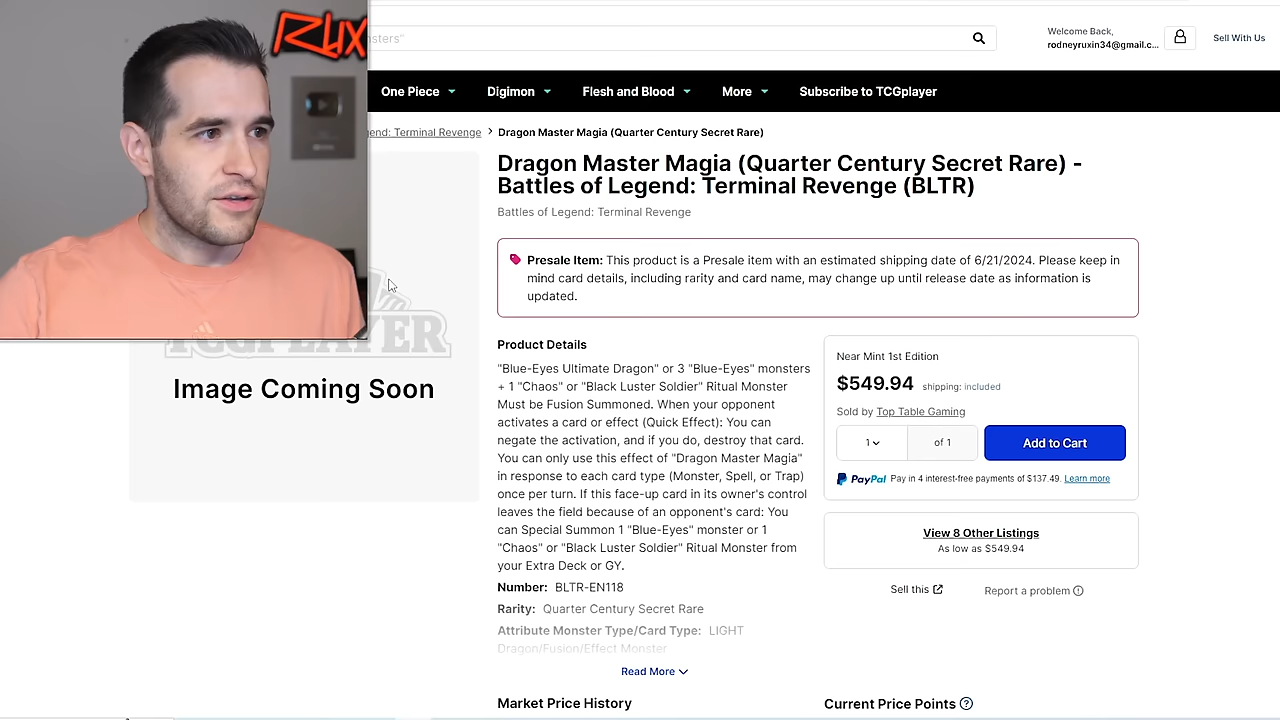 RUX
nsters"
Welcome Back,
rodneyruxin34@gmail.c...
Sell With Us
One Piece
Digimon
Flesh and Blood
More
Subscribe to TCGplayer
end: Terminal Revenge > Dragon Master Magia (Quarter Century Secret Rare)
Dragon Master Magia (Quarter Century Secret Rare) -
Battles of Legend: Terminal Revenge (BLTR)
Battles of Legend: Terminal Revenge
Presale Item: This product is a Presale item with an estimated shipping date of 6/21/2024. Please keep in
mind card details, including rarity and card name, may change up until release date as information is
updated.
TCGPLAYER
Image Coming Soon
Product Details
"Blue-Eyes Ultimate Dragon" or 3 "Blue-Eyes" monsters
+ 1 "Chaos" or "Black Luster Soldier" Ritual Monster
Must be Fusion Summoned. When your opponent
activates a card or effect (Quick Effect): You can
negate the activation, and if you do, destroy that card.
You can only use this effect of "Dragon Master Magia"
in response to each card type (Monster, Spell, or Trap)
once per turn. If this face-up card in its owner's control
leaves the field because of an opponent's card: You
can Special Summon 1 "Blue-Eyes" monster or 1
"Chaos" or "Black Luster Soldier" Ritual Monster from
your Extra Deck or GY.
Number: BLTR-EN118
Rarity: Quarter Century Secret Rare
Attribute Monster Type/Card Type: LIGHT
Dragon/Fusion/Effect Monster
Read More
Near Mint 1st Edition
$549.94 shipping: included
Sold by Top Table Gaming
1 of 1 Add to Cart
PayPal Pay in 4 interest-free payments of $137.49. Learn more
View 8 Other Listings
As low as $549.94
Sell this
Report a problem
Market Price History
Current Price Points